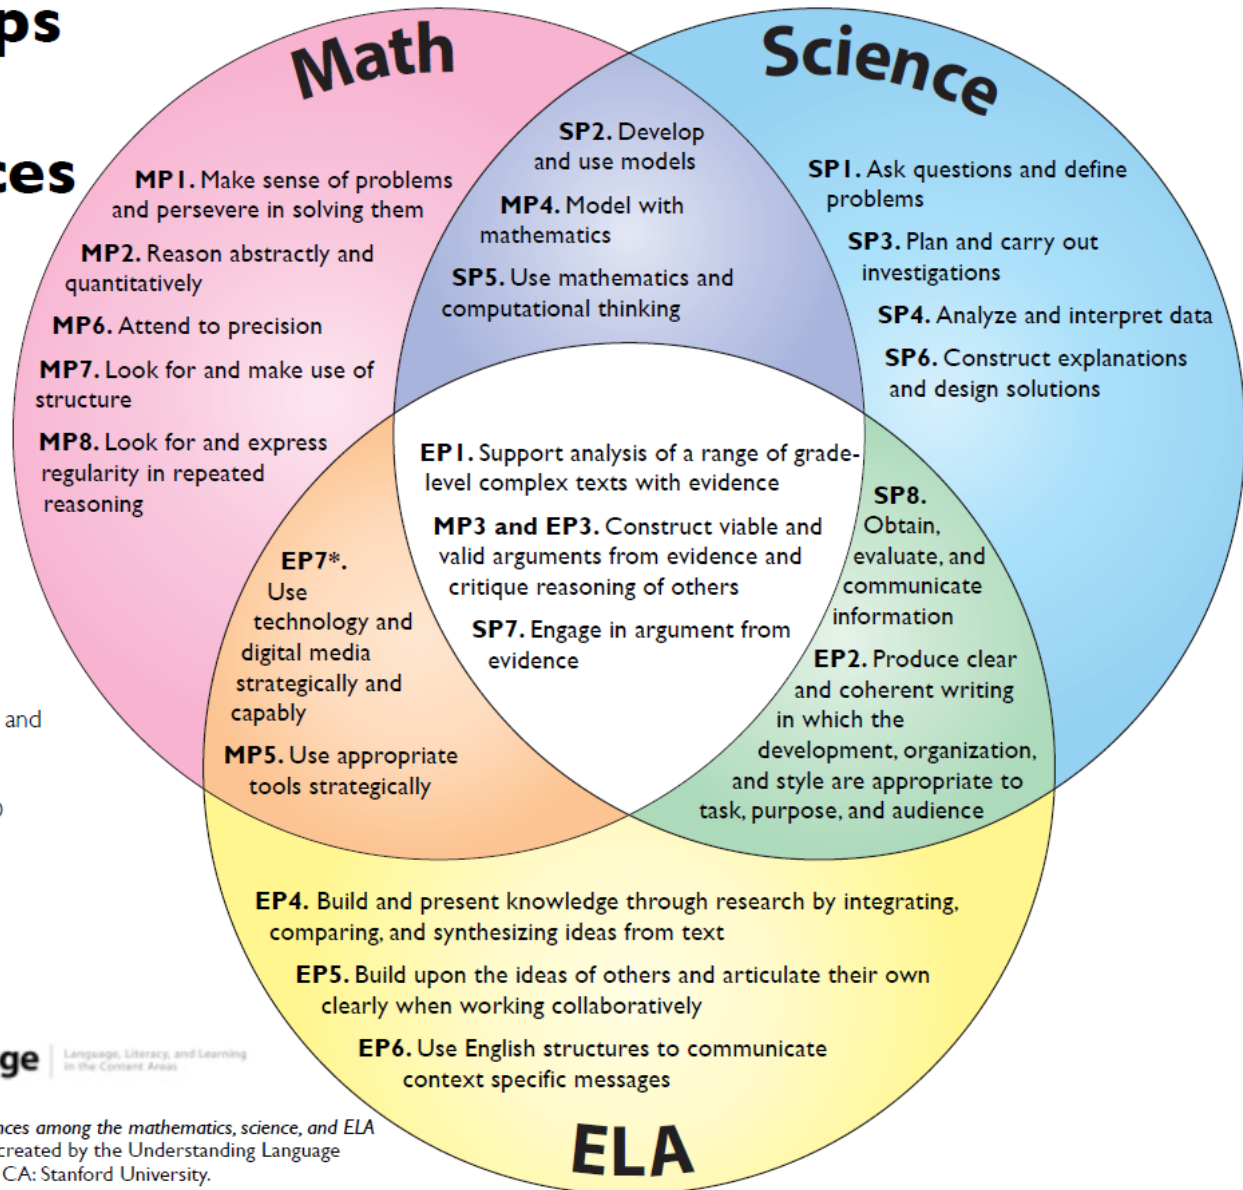 ps
ces
Math
Science
ELA
MP1. Make sense of problems
and persevere in solving them
MP2. Reason abstractly and
quantitatively
MP6. Attend to precision
MP7. Look for and make use of
structure
MP8. Look for and express
regularity in repeated
reasoning
SP2. Develop
and use models
MP4. Model with
mathematics
SP5. Use mathematics and
computational thinking
SP1. Ask questions and define
problems
SP3. Plan and carry out
investigations
SP4. Analyze and interpret data
SP6. Construct explanations
and design solutions
EP1. Support analysis of a range of grade-
level complex texts with evidence
MP3 and EP3. Construct viable and
valid arguments from evidence and
critique reasoning of others
SP7. Engage in argument from
evidence
EP7*.
Use
technology and
digital media
strategically and
capably
MP5. Use appropriate
tools strategically
SP8.
Obtain,
evaluate, and
communicate
information
EP2. Produce clear
and coherent writing
in which the
development, organization,
and style are appropriate to
task, purpose, and audience
EP4. Build and present knowledge through research by integrating,
comparing, and synthesizing ideas from text
EP5. Build upon the ideas of others and articulate their own
clearly when working collaboratively
EP6. Use English structures to communicate
context specific messages
and
)
ge
Language, Literacy, and Learning
in the Content Areas
nces among the mathematics, science, and ELA
created by the Understanding Language
CA: Stanford University.